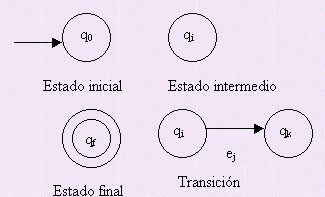 q0
qi
Estado inicial
Estado intermedio
qf
qi
qk
ej
Estado final
Transición